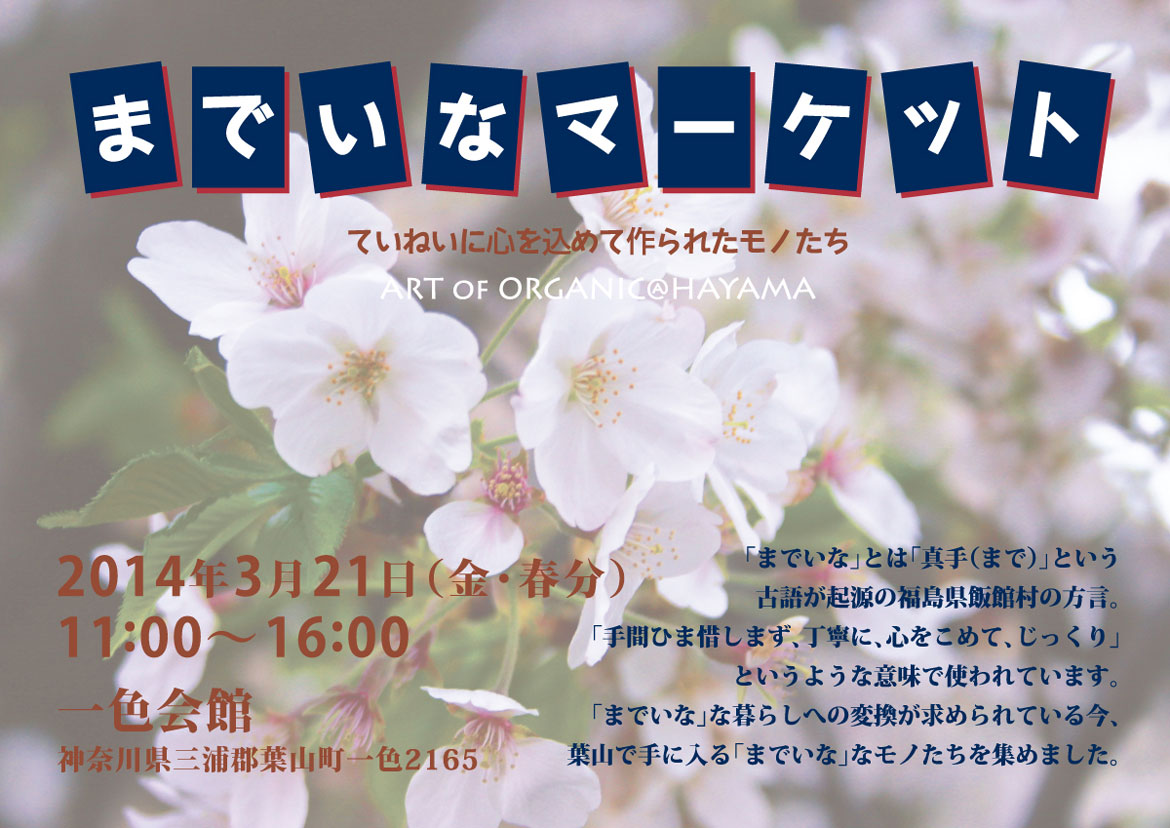 までいなマーケット
ていねいに心を込めて作られたモノたち
ART OF ORGANIC@HAYAMA
2014年3月21日（金・春分）
11:00～16:00
一色会館
神奈川県三浦郡葉山町一色2165
「までいな」とは「真手（まで）」という
古語が起源の福島県飯館村の方言。
「手間ひま惜しまず、丁寧に、心をこめて、じっくり」
というような意味で使われています。
「までいな」な暮らしへの変換が求められている今、
葉山で手に入る「までいな」なモノたちを集めました。